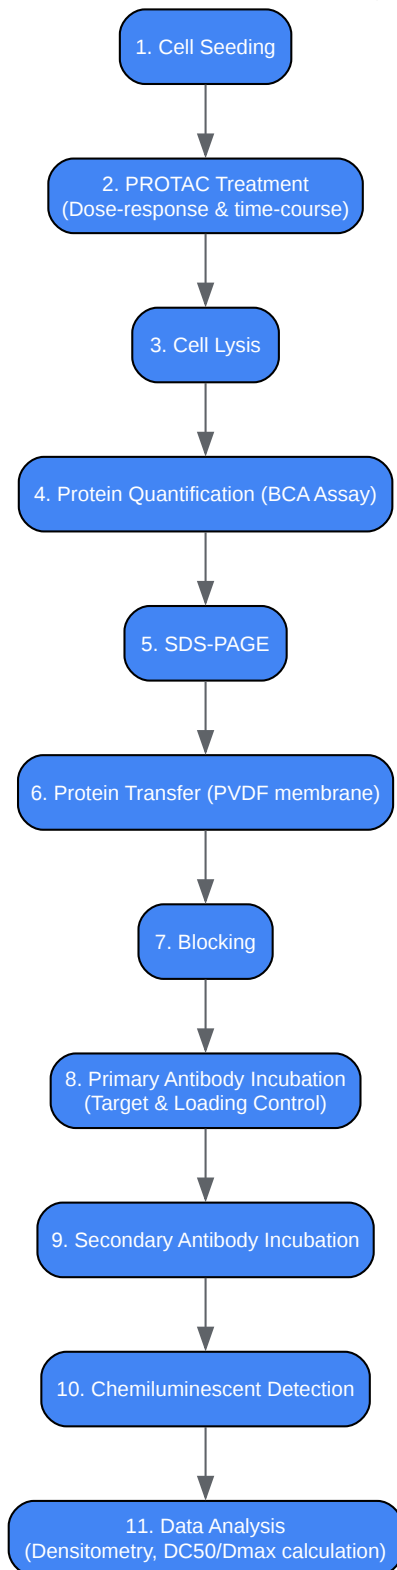 1. Cell Seeding
2. PROTAC Treatment
(Dose-response & time-course)
3. Cell Lysis
4. Protein Quantification (BCA Assay)
5. SDS-PAGE
6. Protein Transfer (PVDF membrane)
7. Blocking
8. Primary Antibody Incubation
(Target & Loading Control)
9. Secondary Antibody Incubation
10. Chemiluminescent Detection
11. Data Analysis
(Densitometry, DC50/Dmax calculation)